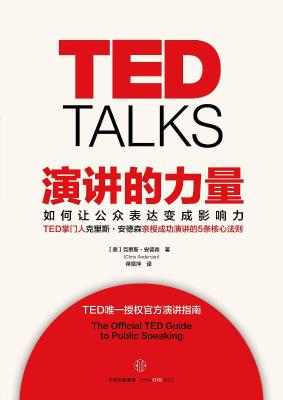 TED
TALKS
演讲的力量
如何让公众表达变成影响力
TED掌门人克里斯·安德森亲授成功演讲的5条核心法则
[美] 克里斯·安德森 著
(Chris Anderson)
蒋贤萍 译
TED唯一授权官方演讲指南
The Official TED Guide
to Public Speaking
中信出版集团